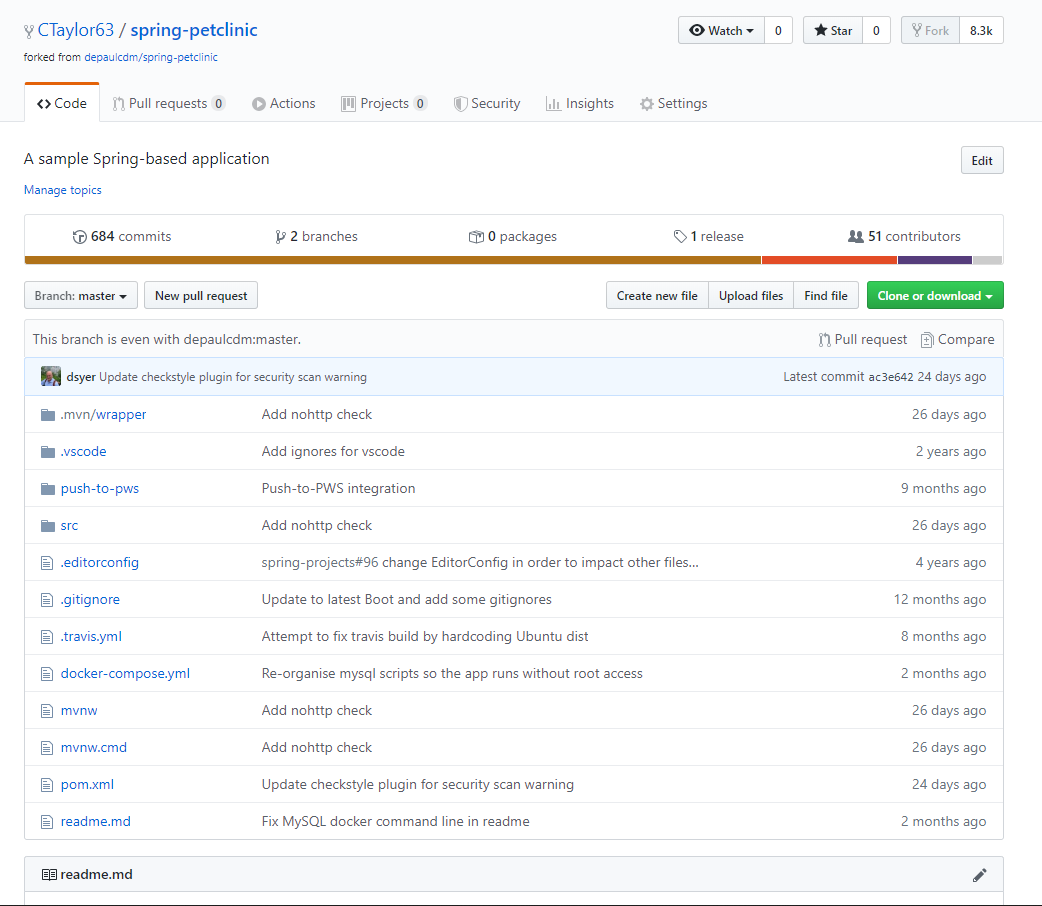 CTaylor63 / spring-petclinic Watch 0 Star 0 Fork 8.3k
forked from depaulcdm/spring-petclinic
Code Pull requests 0 Actions Projects 0 Security Insights Settings
A sample Spring-based application Edit
Manage topics
684 commits 2 branches 0 packages 1 release 51 contributors
Branch: master New pull request Create new file Upload files Find file Clone or download
This branch is even with depaulcdm:master. Pull request Compare
dsyer Update checkstyle plugin for security scan warning Latest commit ac3e642 24 days ago
.mvn/wrapper Add nohttp check 26 days ago
.vscode Add ignores for vscode 2 years ago
push-to-pws Push-to-PWS integration 9 months ago
src Add nohttp check 26 days ago
.editorconfig spring-projects#96 change EditorConfig in order to impact other files... 4 years ago
.gitignore Update to latest Boot and add some gitignores 12 months ago
.travis.yml Attempt to fix travis build by hardcoding Ubuntu dist 8 months ago
docker-compose.yml Re-organise mysql scripts so the app runs without root access 2 months ago
mvnw Add nohttp check 26 days ago
mvnw.cmd Add nohttp check 26 days ago
pom.xml Update checkstyle plugin for security scan warning 24 days ago
readme.md Fix MySQL docker command line in readme 2 months ago
readme.md